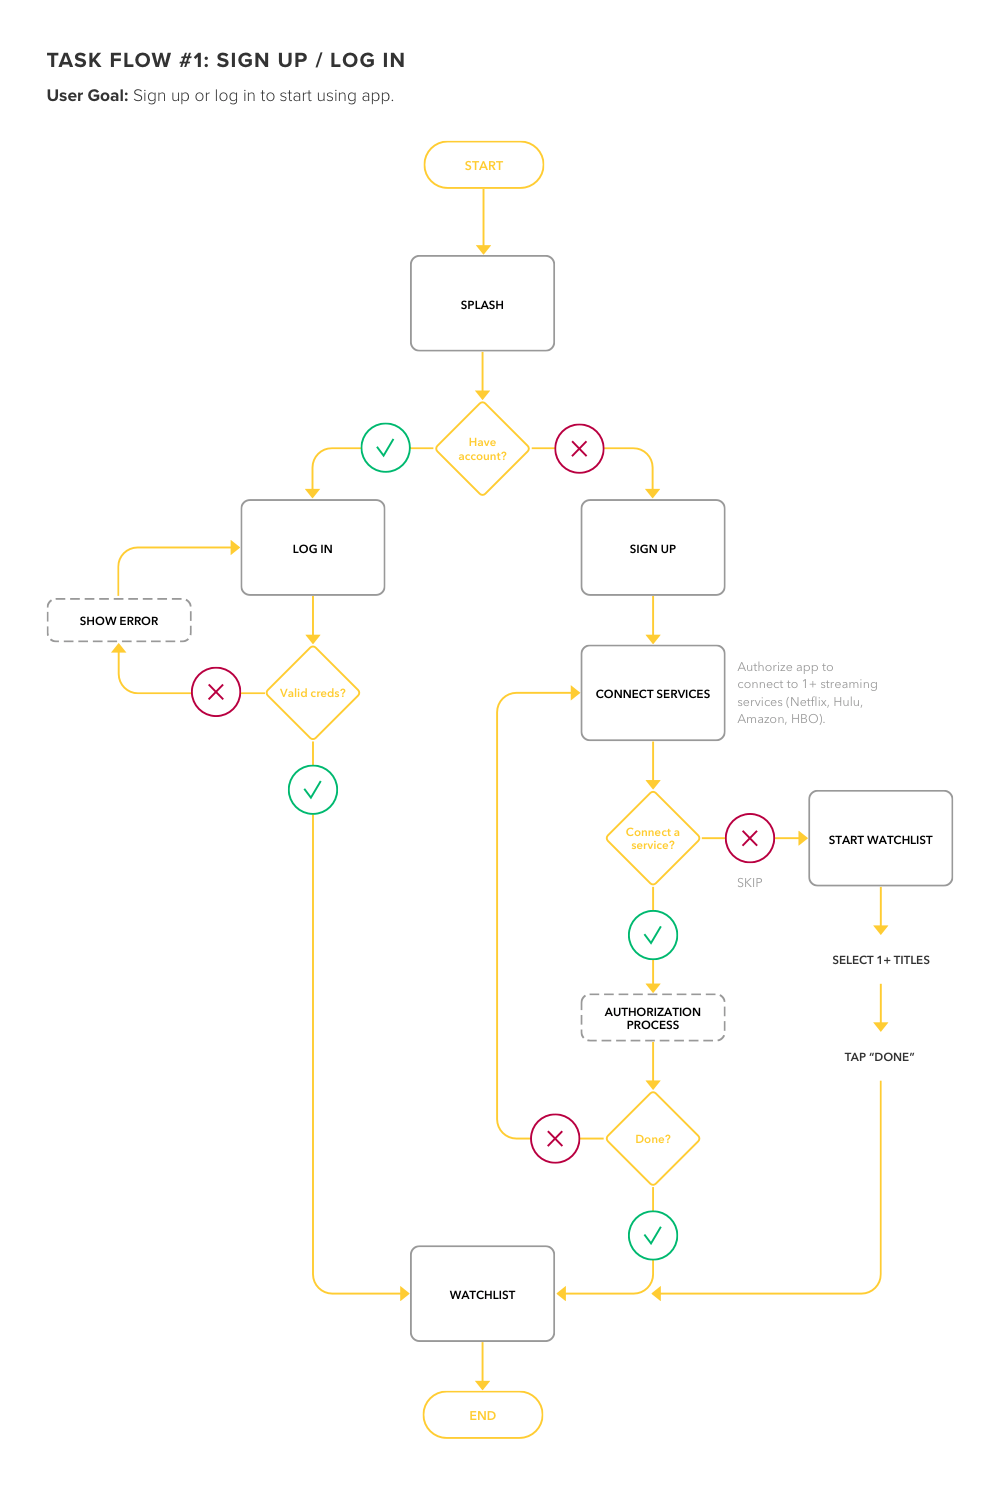 TASK FLOW #1: SIGN UP / LOG IN
User Goal: Sign up or log in to start using app.
START
SPLASH
Have
account?
LOG IN
SIGN UP
SHOW ERROR
Valid creds?
CONNECT SERVICES
Authorize app to
connect to 1+ streaming
services (Netflix, Hulu,
Amazon, HBO).
Connect a
service?
SKIP
START WATCHLIST
SELECT 1+ TITLES
AUTHORIZATION
PROCESS
TAP “DONE”
Done?
WATCHLIST
END